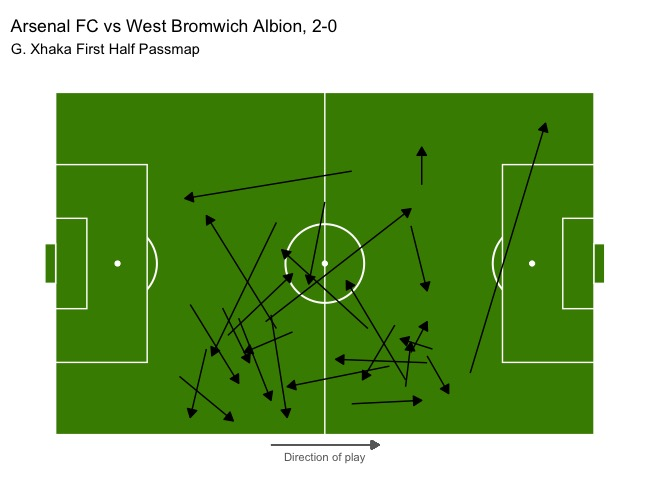 Arsenal FC vs West Bromwich Albion, 2-0
G. Xhaka First Half Passmap
Direction of play